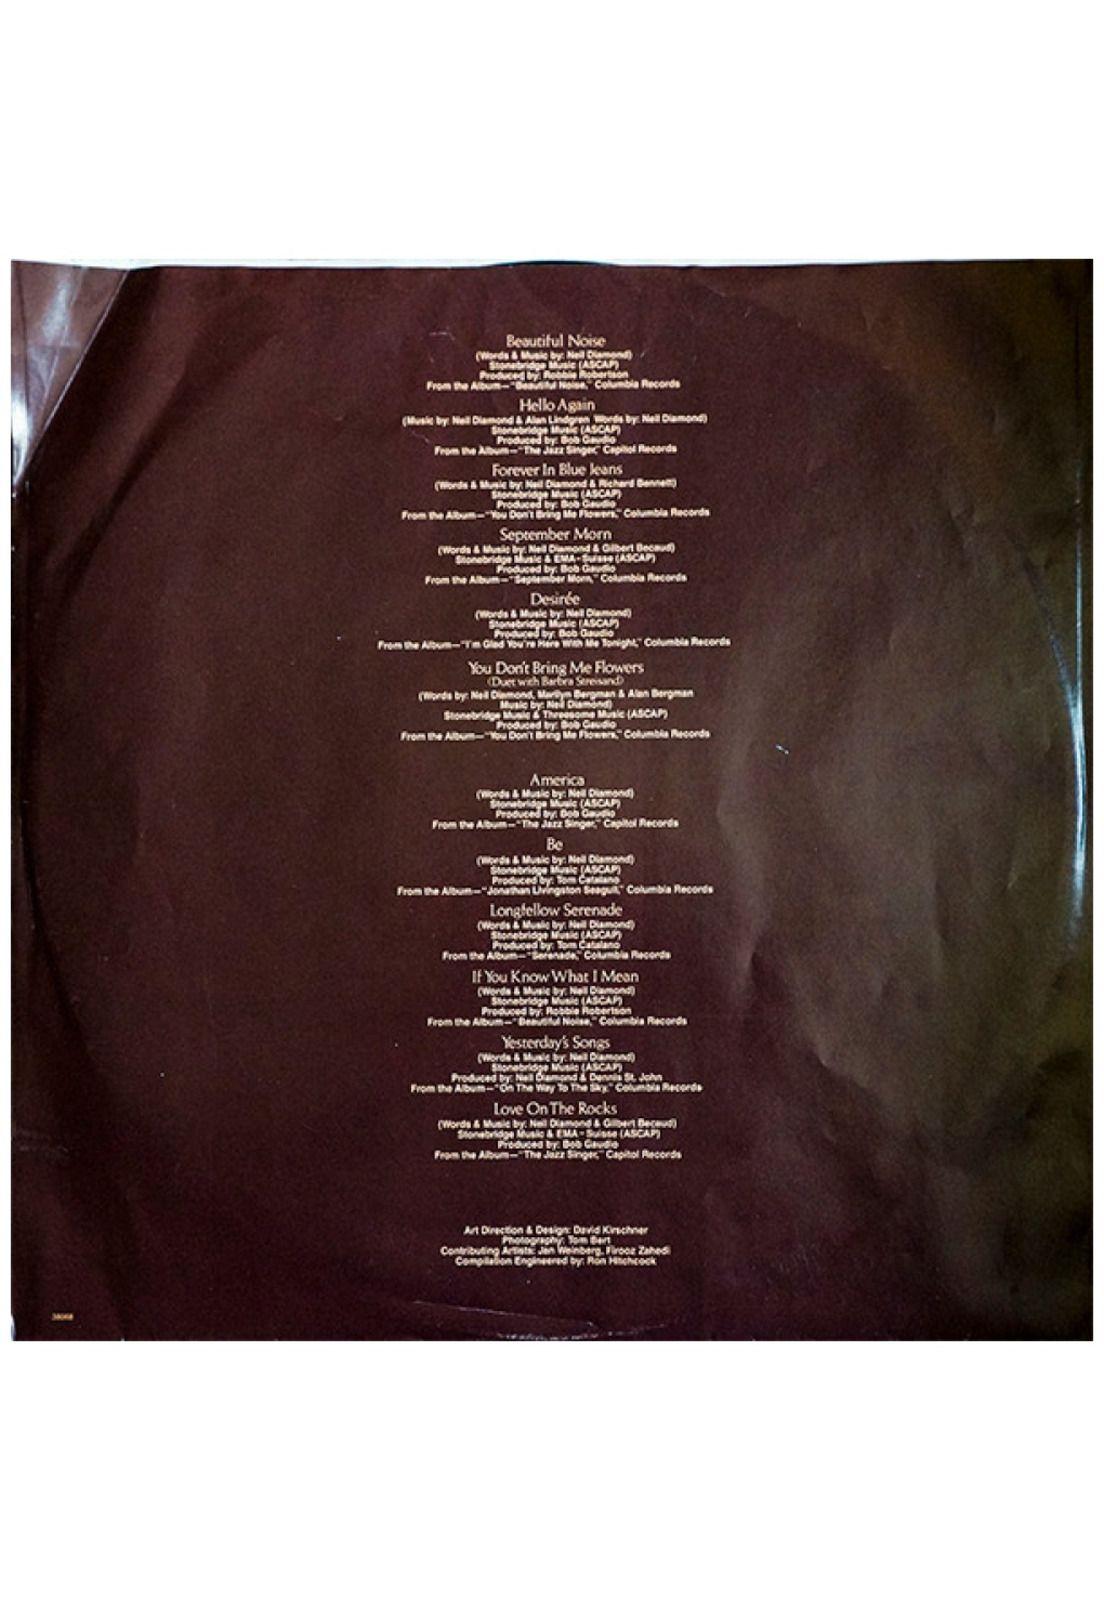 Beautiful Noise
(Words & Music by: Neil Diamond)
Stonebridge Music (ASCAP)
Produced by: Robbie Robertson
From the Album—"Beautiful Noise," Columbia Records
Hello Again
(Music by: Neil Diamond & Alan Lindgren Words by: Neil Diamond)
Stonebridge Music (ASCAP)
Produced by: Bob Gaudio
From the Album—"The Jazz Singer," Capitol Records
Forever In Blue Jeans
(Words & Music by: Neil Diamond & Richard Bennett)
Stonebridge Music (ASCAP)
Produced by: Bob Gaudio
From the Album—"You Don't Bring Me Flowers," Columbia Records
September Morn
(Words & Music by: Neil Diamond & Gilbert Becaud)
Stonebridge Music & EMA-Suisse (ASCAP)
Produced by: Bob Gaudio
From the Album—"September Morn," Columbia Records
Desirée
(Words & Music by: Neil Diamond)
Stonebridge Music (ASCAP)
Produced by: Bob Gaudio
From the Album—"I'm Glad You're Here With Me Tonight," Columbia Records
You Don't Bring Me Flowers
(Duet with Barbra Streisand)
(Words by: Neil Diamond, Marilyn Bergman & Alan Bergman
Music by: Neil Diamond)
Stonebridge Music & Threesome Music (ASCAP)
Produced by: Bob Gaudio
From the Album—"You Don't Bring Me Flowers," Columbia Records
America
(Words & Music by: Neil Diamond)
Stonebridge Music (ASCAP)
Produced by: Bob Gaudio
From the Album—"The Jazz Singer," Capitol Records
Be
(Words & Music by: Neil Diamond)
Stonebridge Music (ASCAP)
Produced by: Tom Catalano
From the Album—"Jonathan Livingston Seagull," Columbia Records
Longfellow Serenade
(Words & Music by: Neil Diamond)
Stonebridge Music (ASCAP)
Produced by: Tom Catalano
From the Album—"Serenade," Columbia Records
If You Know What I Mean
(Words & Music by: Neil Diamond)
Stonebridge Music (ASCAP)
Produced by: Robbie Robertson
From the Album—"Beautiful Noise," Columbia Records
Yesterday's Songs
(Words & Music by: Neil Diamond)
Stonebridge Music (ASCAP)
Produced by: Neil Diamond & Dennis St. John
From the Album—"On The Way To The Sky," Columbia Records
Love On The Rocks
(Words & Music by: Neil Diamond & Gilbert Becaud)
Stonebridge Music & EMA-Suisse (ASCAP)
Produced by: Bob Gaudio
From the Album—"The Jazz Singer," Capitol Records
Art Direction & Design: David Kirschner
Photography: Tom Bert
Contributing Artists: Jan Weinberg, Firooz Zahedi
Compilation Engineered by: Ron Hitchcock
38068